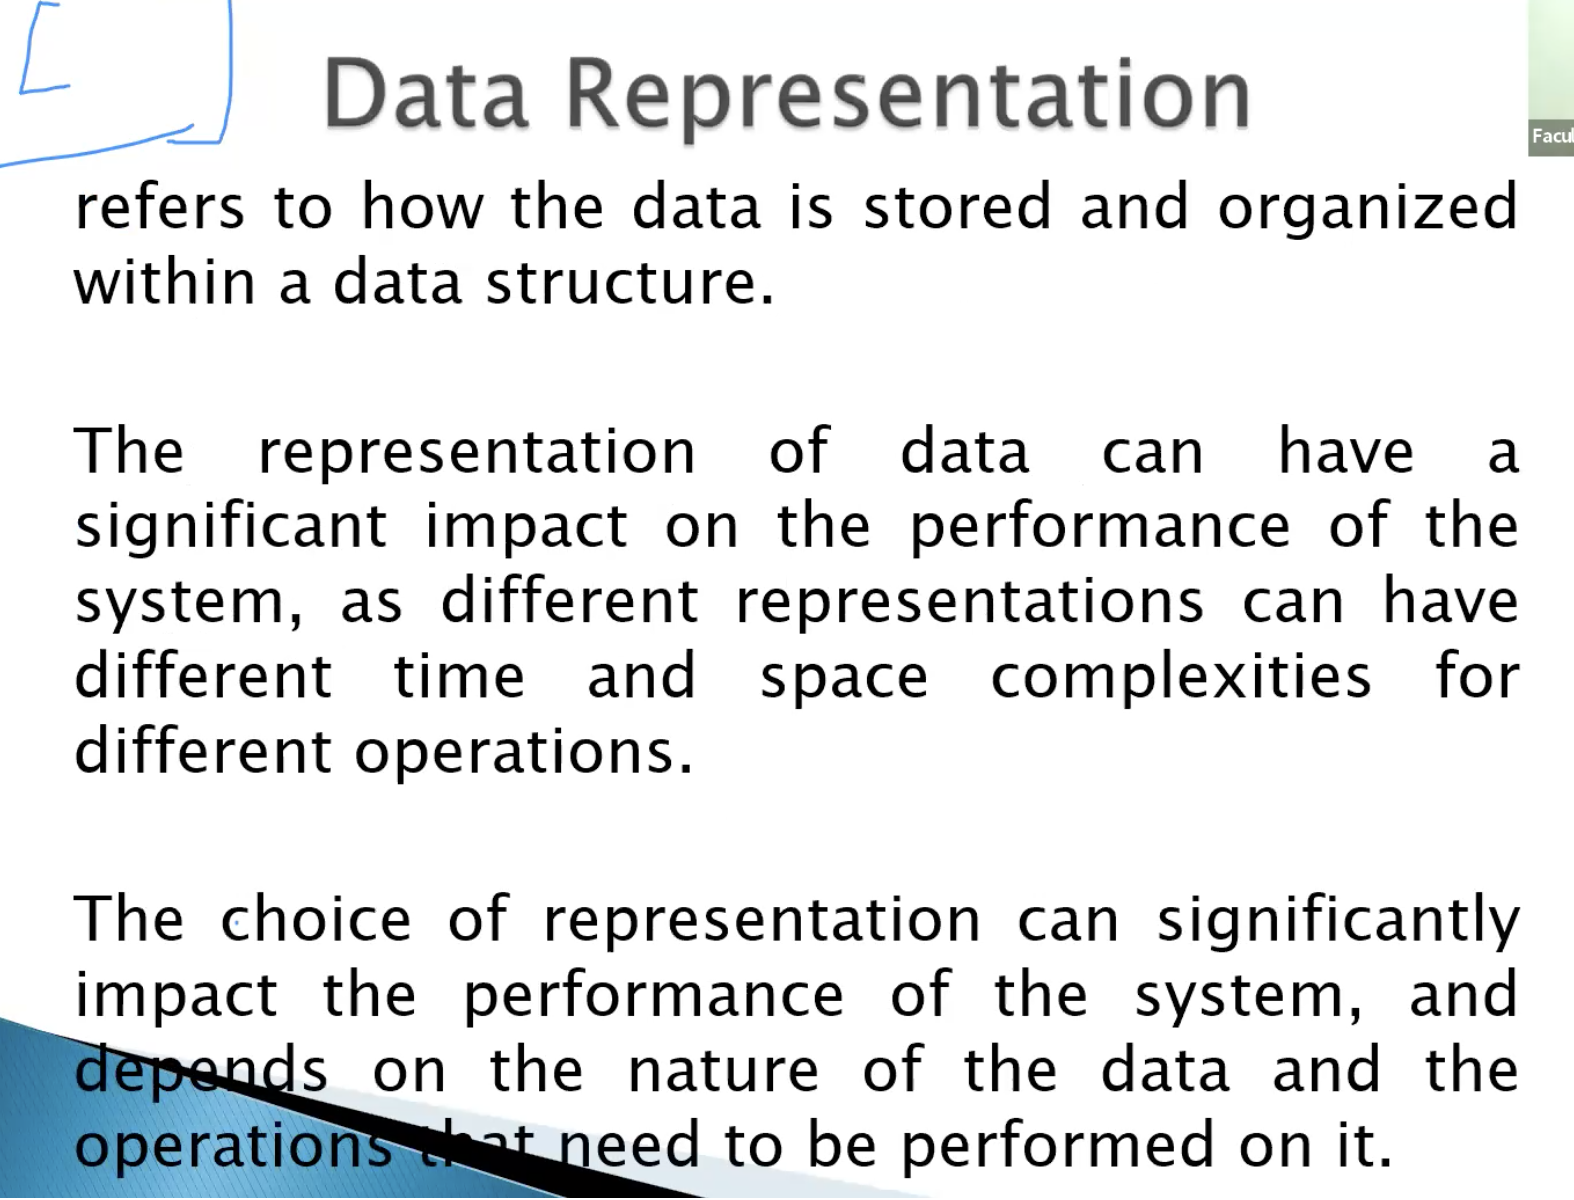 Data Representation
Facul
refers to how the data is stored and organized
within a data structure.
The representation of data can have a
significant impact on the performance of the
system, as different representations can have
different time and space complexities for
different operations.
The choice of representation can significantly
impact the performance of the system, and
depends on the nature of the data and the
operations that need to be performed on it.